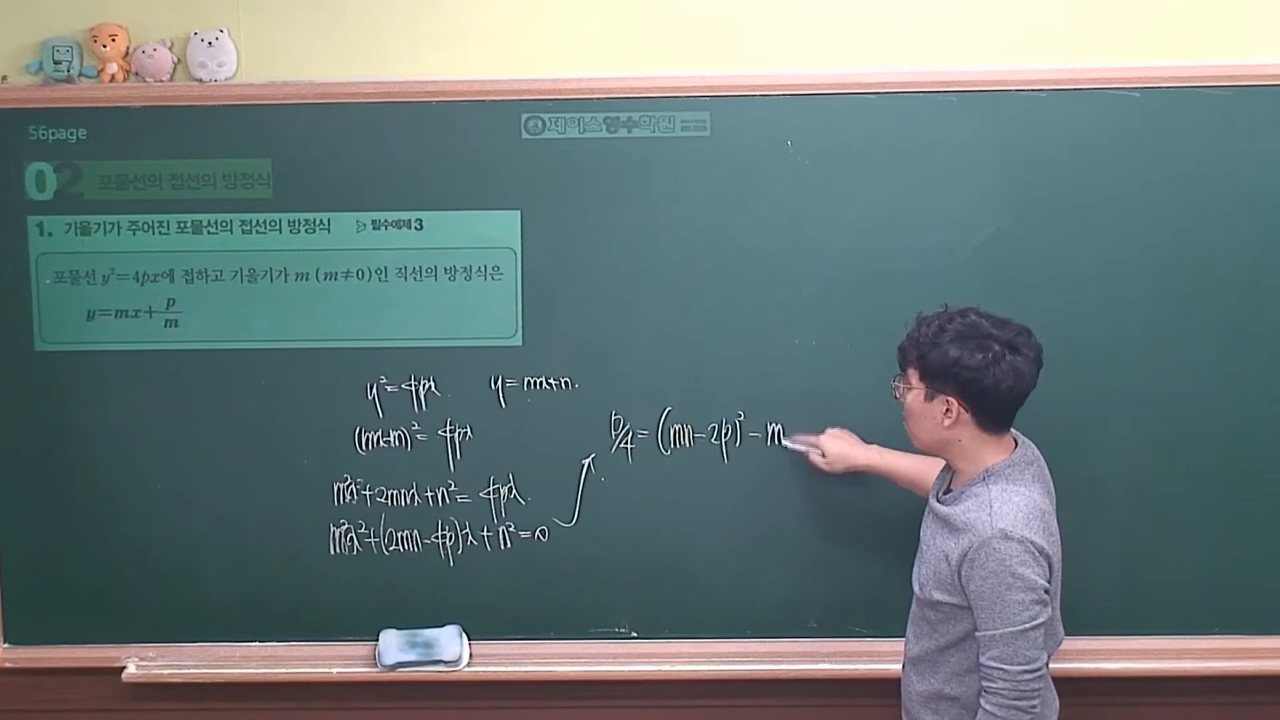 56page
제이스영수학원
02 포물선의 접선의 방정식
1. 기울기가 주어진 포물선의 접선의 방정식 ▷ 필수예제 3
포물선 y²=4px에 접하고 기울기가 m (m≠0)인 직선의 방정식은
y=mx+p/m
y²=4px. y=mx+n.
(mx+n)²=4px
m²x²+2mnx+n²=4px.
m²x²+(2mn-4p)x+n²=0
D/4=(mn-2p)²-m